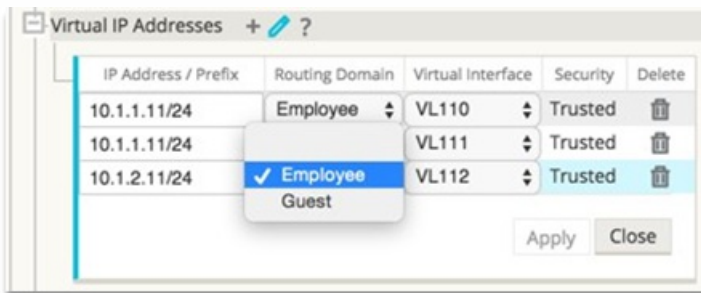 Virtual IP Addresses + ?
IP Address / Prefix Routing Domain Virtual Interface Security Delete
10.1.1.11/24 Employee VL110 Trusted
10.1.1.11/24 VL111 Trusted
10.1.2.11/24 ✓ Employee VL112 Trusted
Guest
Apply Close